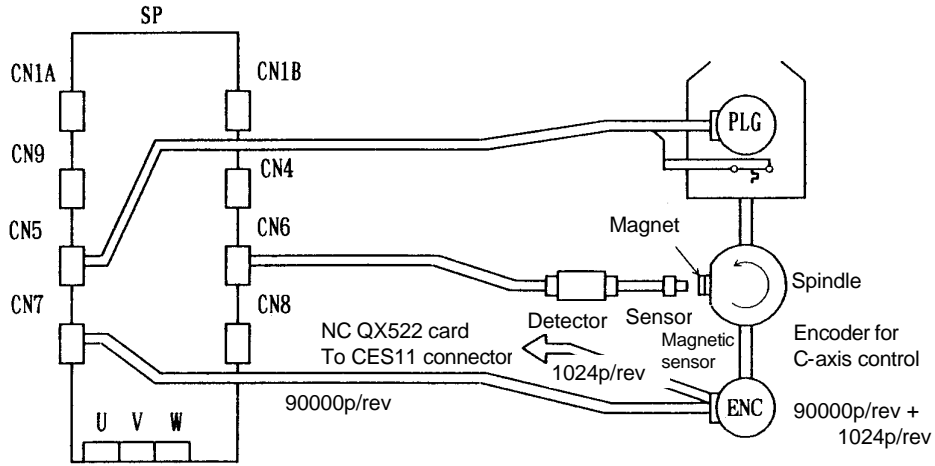 SP
CN1A
CN1B
CN9
CN4
CN5
CN6
CN7
CN8
U V W
PLG
Magnet
Spindle
Detector
Sensor
Magnetic
sensor
Encoder for
C-axis control
NC QX522 card
To CES11 connector
1024p/rev
90000p/rev
ENC
90000p/rev +
1024p/rev